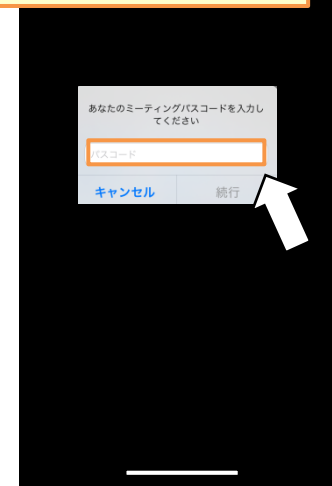 あなたのミーティングパスコードを入力し
てください
パスコード
キャンセル
続行